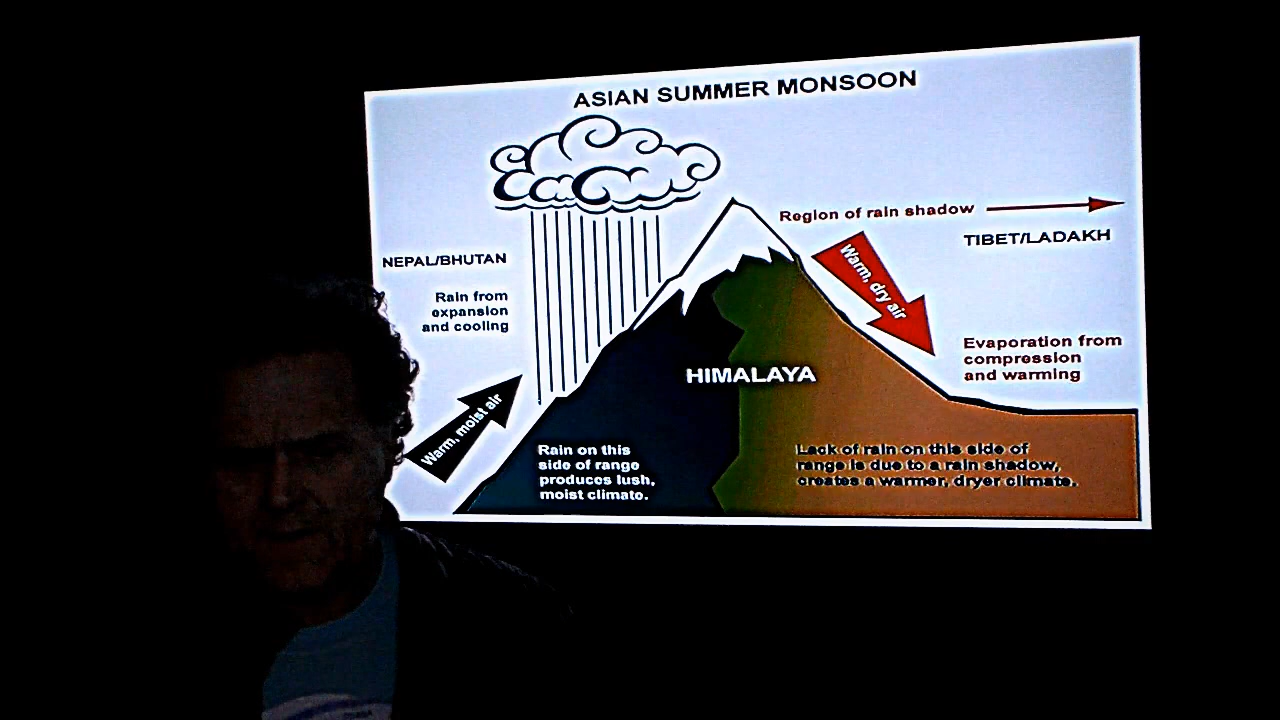 ASIAN SUMMER MONSOON
Region of rain shadow
TIBET/LADAKH
NEPAL/BHUTAN
Rain from
expansion
and cooling
Warm, dry air
Evaporation from
compression
and warming
HIMALAYA
Warm, moist air
Rain on this
side of range
produces lush,
moist climate.
Lack of rain on this side of
range is due to a rain shadow,
creates a warmer, dryer climate.